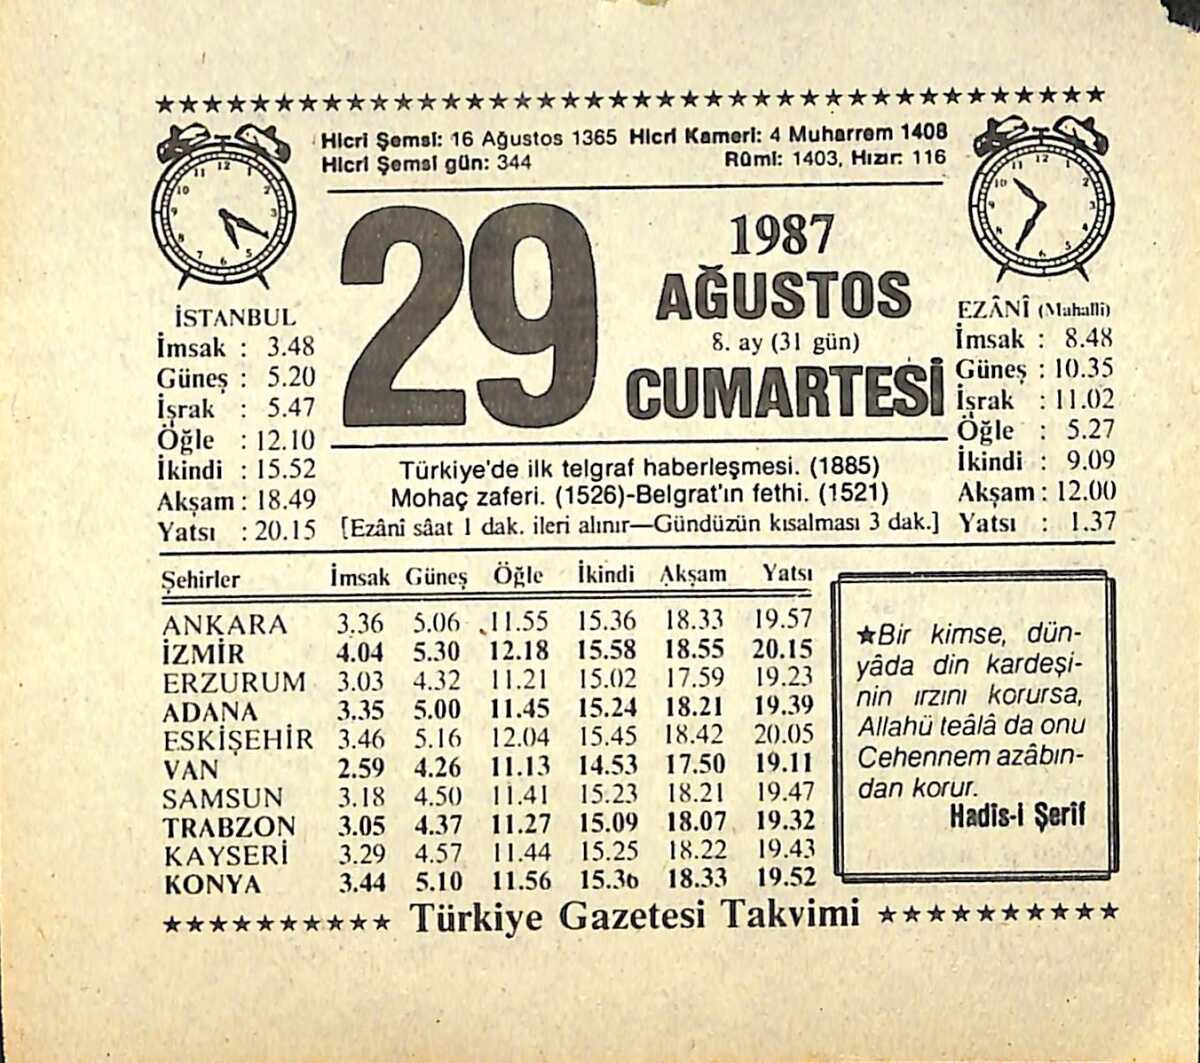 Hicri Şemsi: 16 Ağustos 1365 Hicri Kameri: 4 Muharrem 1408
Hicri Şemsi gün: 344 Rûmi: 1403, Hızır: 116
29
1987
AĞUSTOS
8. ay (31 gün)
CUMARTESİ
İSTANBUL
İmsak : 3.48
Güneş : 5.20
İşrak : 5.47
Öğle : 12.10
İkindi : 15.52
Akşam : 18.49
Yatsı : 20.15
EZÂNÎ (Mahallî)
İmsak : 8.48
Güneş : 10.35
İşrak : 11.02
Öğle : 5.27
İkindi : 9.09
Akşam : 12.00
Yatsı : 1.37
Türkiye'de ilk telgraf haberleşmesi. (1885)
Mohaç zaferi. (1526)-Belgrat'ın fethi. (1521)
[Ezânî sâat 1 dak. ileri alınır—Gündüzün kısalması 3 dak.]
Şehirler İmsak Güneş Öğle İkindi Akşam Yatsı
ANKARA 3.36 5.06 11.55 15.36 18.33 19.57
İZMİR 4.04 5.30 12.18 15.58 18.55 20.15
ERZURUM 3.03 4.32 11.21 15.02 17.59 19.23
ADANA 3.35 5.00 11.45 15.24 18.21 19.39
ESKİŞEHİR 3.46 5.16 12.04 15.45 18.42 20.05
VAN 2.59 4.26 11.13 14.53 17.50 19.11
SAMSUN 3.18 4.50 11.41 15.23 18.21 19.47
TRABZON 3.05 4.37 11.27 15.09 18.07 19.32
KAYSERİ 3.29 4.57 11.44 15.25 18.22 19.43
KONYA 3.44 5.10 11.56 15.36 18.33 19.52
★Bir kimse, dün-
yâda din kardeşi-
nin ırzını korursa,
Allahü teâlâ da onu
Cehennem azâbın-
dan korur.
Hadîs-i Şerîf
★★★★★★★★★★ Türkiye Gazetesi Takvimi ★★★★★★★★★★